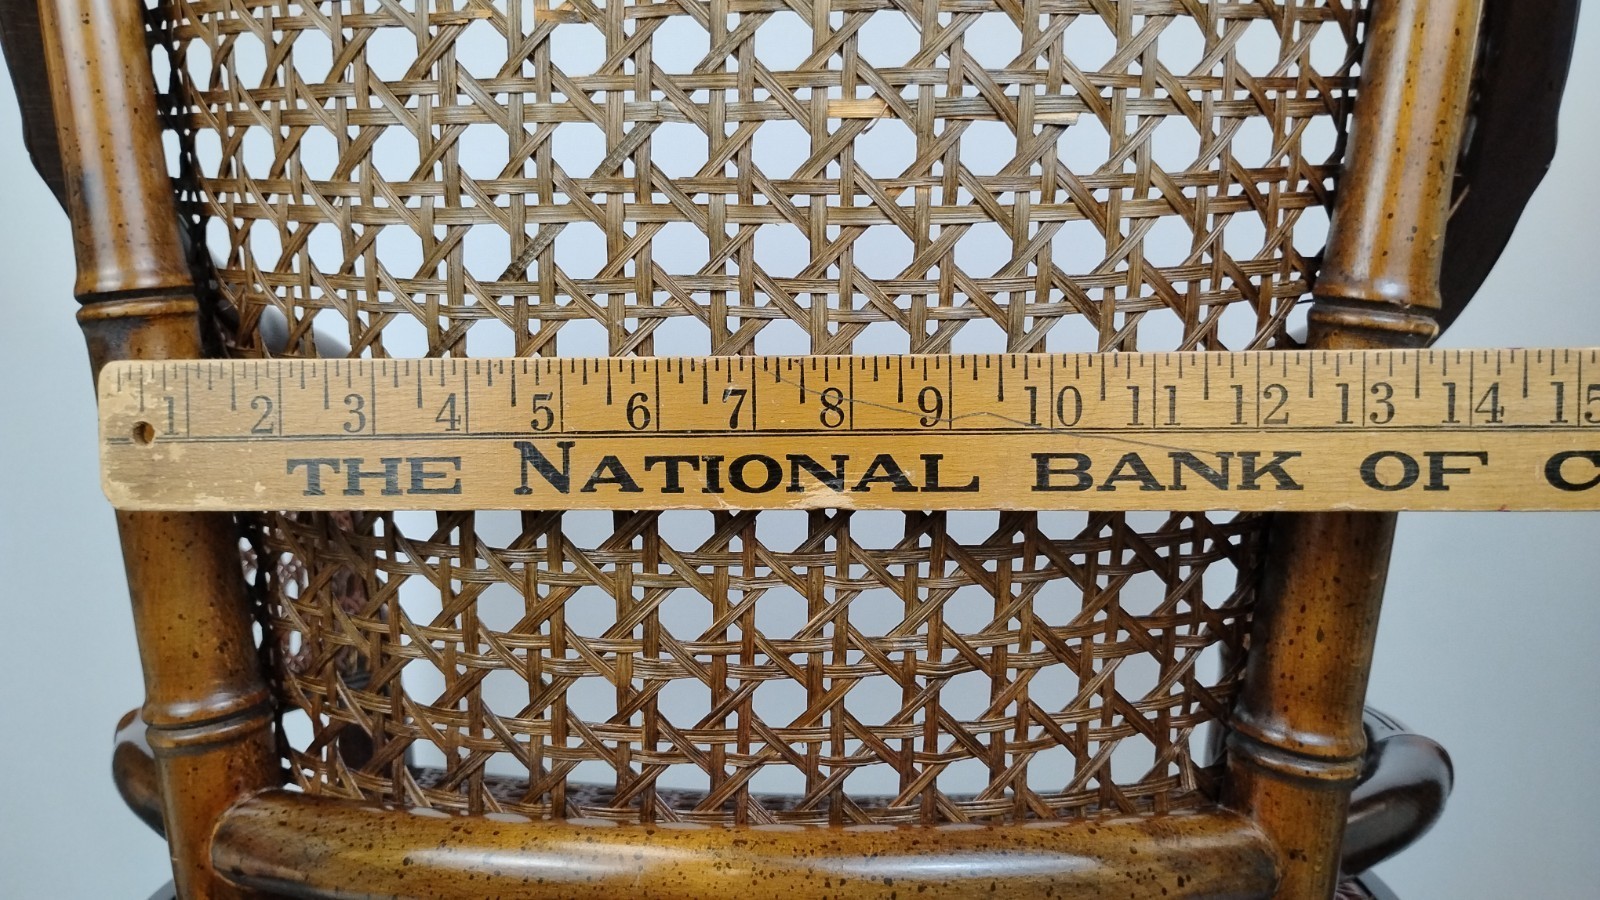 1 2 3 4 5 6 7 8 9 10 11 12 13 14 15
THE NATIONAL BANK OF C